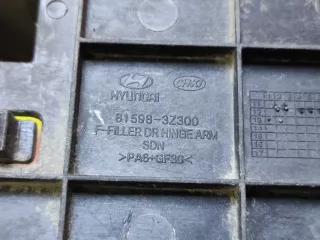 HYUNDAI
81598-3Z300
F-FILLER DR HINGE ARM
SDN
>PA6+GF30<